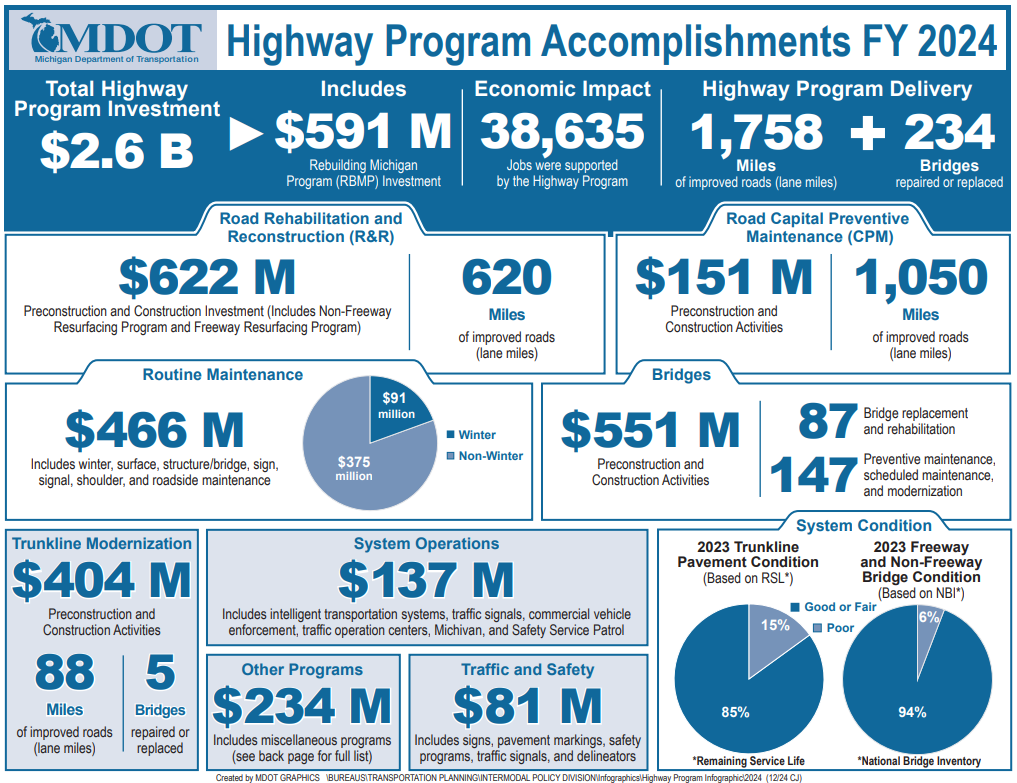 MDOT
Michigan Department of Transportation
Highway Program Accomplishments FY 2024
Total Highway
Program Investment
$2.6 B
Includes
$591 M
Rebuilding Michigan
Program (RBMP) Investment
Economic Impact
38,635
Jobs were supported
by the Highway Program
Highway Program Delivery
1,758
Miles
of improved roads (lane miles)
+
234
Bridges
repaired or replaced
Road Rehabilitation and
Reconstruction (R&R)
$622 M
Preconstruction and Construction Investment (Includes Non-Freeway
Resurfacing Program and Freeway Resurfacing Program)
620
Miles
of improved roads
(lane miles)
Road Capital Preventive
Maintenance (CPM)
$151 M
Preconstruction and
Construction Activities
1,050
Miles
of improved roads
(lane miles)
Routine Maintenance
$466 M
Includes winter, surface, structure/bridge, sign,
signal, shoulder, and roadside maintenance
$91
million
$375
million
Winter
Non-Winter
Bridges
$551 M
Preconstruction and
Construction Activities
87
Bridge replacement
and rehabilitation
147
Preventive maintenance,
scheduled maintenance,
and modernization
Trunkline Modernization
$404 M
Preconstruction and
Construction Activities
88
Miles
of improved roads
(lane miles)
5
Bridges
repaired or
replaced
System Operations
$137 M
Includes intelligent transportation systems, traffic signals, commercial vehicle
enforcement, traffic operation centers, Michivan, and Safety Service Patrol
Other Programs
$234 M
Includes miscellaneous programs
(see back page for full list)
Traffic and Safety
$81 M
Includes signs, pavement markings, safety
programs, traffic signals, and delineators
System Condition
2023 Trunkline
Pavement Condition
(Based on RSL*)
15%
85%
*Remaining Service Life
Good or Fair
Poor
2023 Freeway
and Non-Freeway
Bridge Condition
(Based on NBI*)
6%
94%
*National Bridge Inventory
Created by MDOT GRAPHICS \BUREAUS\TRANSPORTATION PLANNING\INTERMODAL POLICY DIVISION\Infographics\Highway Program Infographic\2024 (12/24 CJ)